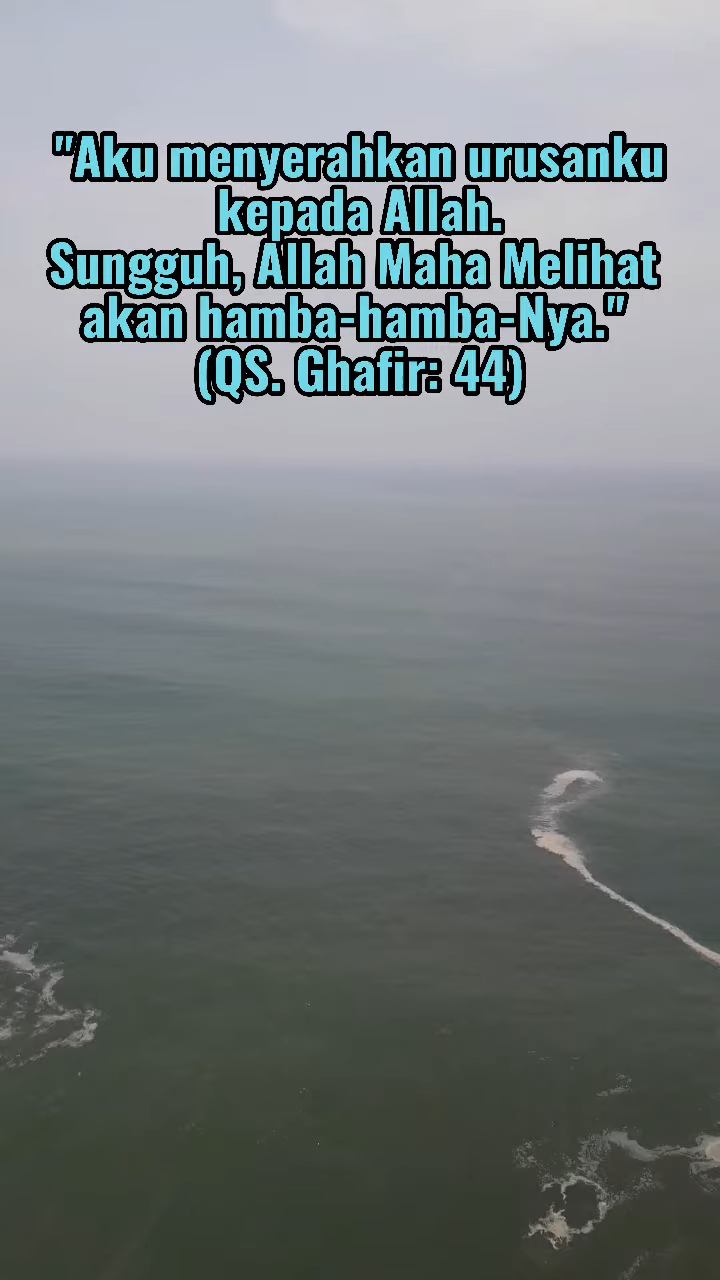 "Aku menyerahkan urusanku
kepada Allah.
Sungguh, Allah Maha Melihat
akan hamba-hamba-Nya."
(QS. Ghafir: 44)